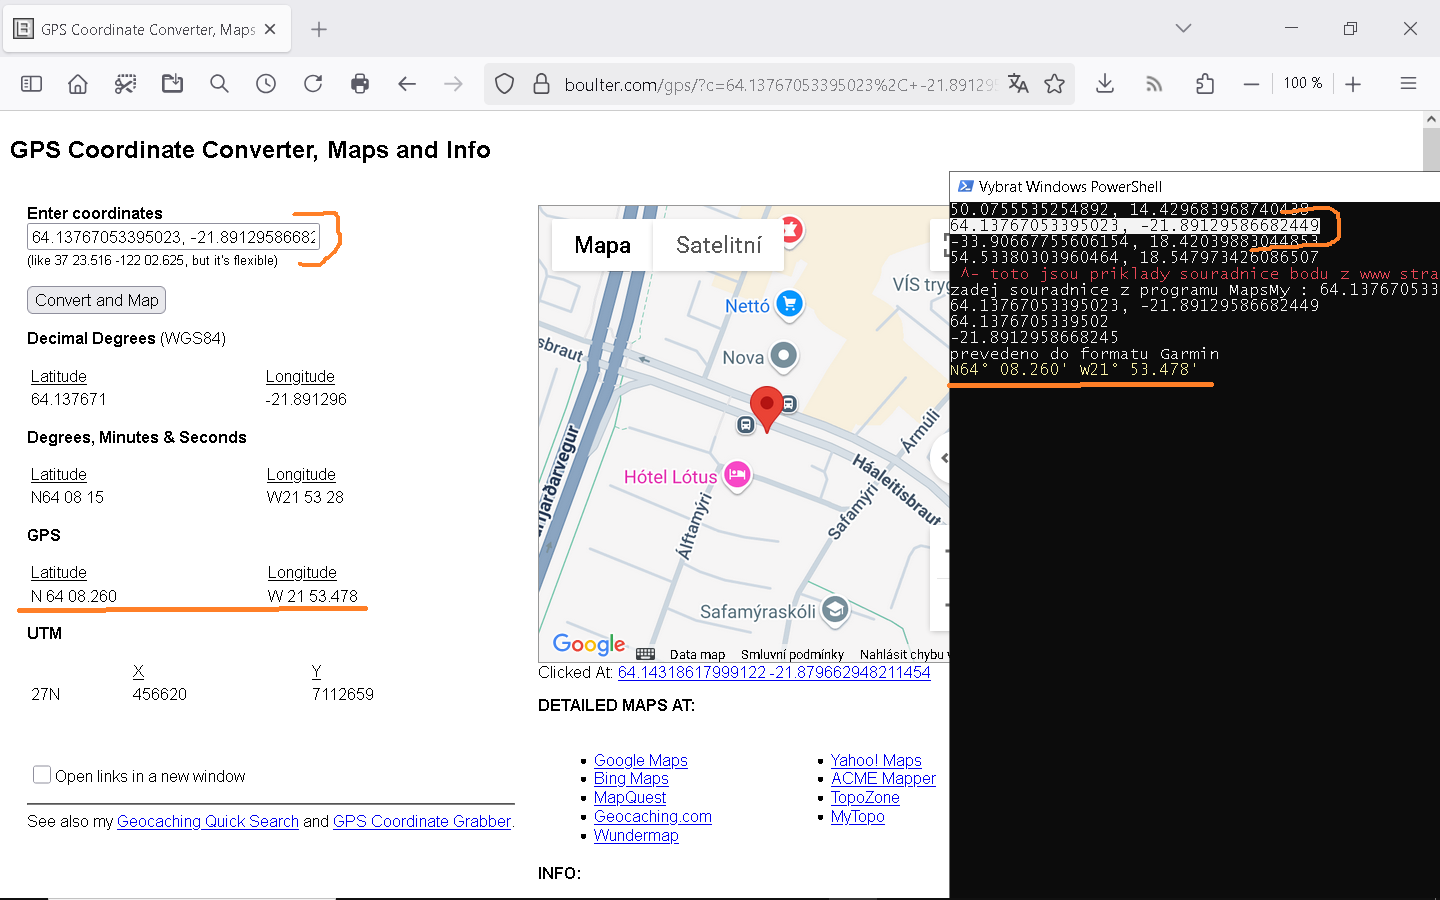 GPS Coordinate Converter, Maps
boulter.com/gps/?c=64.13767053395023%2C+-21.891295
100 %
GPS Coordinate Converter, Maps and Info
Enter coordinates
64.13767053395023, -21.89129586682
(like 37 23.516 -122 02.625, but it's flexible)
Convert and Map
Decimal Degrees (WGS84)
Latitude Longitude
64.137671 -21.891296
Degrees, Minutes & Seconds
Latitude Longitude
N64 08 15 W21 53 28
GPS
Latitude Longitude
N 64 08.260 W 21 53.478
UTM
X Y
27N 456620 7112659
Open links in a new window
See also my Geocaching Quick Search and GPS Coordinate Grabber.
Mapa Satelitní
VÍS tryg
Nettó
Nova
sbraut
Ármúli
Háaleitisbraut
Hótel Lótus
njarðarvegur
Álftamýri
Safamýri
Safamýraskóli
Google
Data map Smluvní podmínky Nahlásit chybu v
Clicked At: 64.14318617999122 -21.879662948211454
DETAILED MAPS AT:
Google Maps
Bing Maps
MapQuest
Geocaching.com
Wundermap
Yahoo! Maps
ACME Mapper
TopoZone
MyTopo
INFO:
Vybrat Windows PowerShell
50.0755535254892, 14.429683968740438
64.13767053395023, -21.89129586682449
-33.90667755606154, 18.42039883044853
54.53380303960464, 18.547973426086507
^- toto jsou priklady souradnice bodu z www stra
zadej souradnice z programu MapsMy : 64.137670533
64.13767053395023, -21.89129586682449
64.1376705339502
-21.8912958668245
prevedeno do formatu Garmin
N64° 08.260' W21° 53.478'